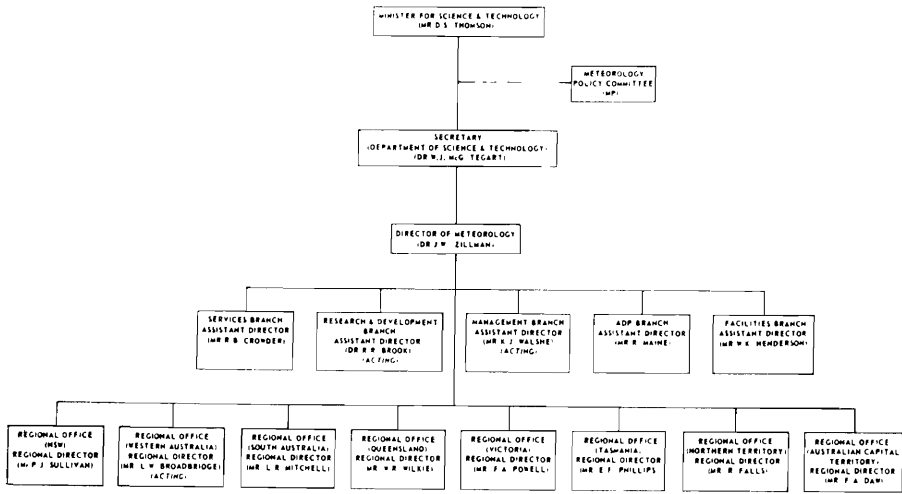 MINISTER FOR SCIENCE & TECHNOLOGY
(MR D.S. THOMSON)
METEOROLOGY
POLICY COMMITTEE
(MP)
SECRETARY
(DEPARTMENT OF SCIENCE & TECHNOLOGY)
(DR W.J. McG TEGART)
DIRECTOR OF METEOROLOGY
(DR J.W. ZILLMAN)
SERVICES BRANCH
ASSISTANT DIRECTOR
(MR R B CROWDER)
RESEARCH & DEVELOPMENT
BRANCH
ASSISTANT DIRECTOR
(DR R R BROOK)
(ACTING)
MANAGEMENT BRANCH
ASSISTANT DIRECTOR
(MR K J WALSHE)
(ACTING)
ADP BRANCH
ASSISTANT DIRECTOR
(MR R MAINE)
FACILITIES BRANCH
ASSISTANT DIRECTOR
(MR W K HENDERSON)
REGIONAL OFFICE
(NSW)
REGIONAL DIRECTOR
(Mr P J SULLIVAN)
REGIONAL OFFICE
(WESTERN AUSTRALIA)
REGIONAL DIRECTOR
(MR L W BROADBRIDGE)
(ACTING)
REGIONAL OFFICE
(SOUTH AUSTRALIA)
REGIONAL DIRECTOR
(MR L R MITCHELL)
REGIONAL OFFICE
(QUEENSLAND)
REGIONAL DIRECTOR
(MR W R WILKIE)
REGIONAL OFFICE
(VICTORIA)
REGIONAL DIRECTOR
(MR F A POWELL)
REGIONAL OFFICE
(TASMANIA)
REGIONAL DIRECTOR
(MR E F PHILLIPS
REGIONAL OFFICE
(NORTHERN TERRITORY)
REGIONAL DIRECTOR
(MR R FALLS)
REGIONAL OFFICE
(AUSTRALIAN CAPITAL
TERRITORY)
REGIONAL DIRECTOR
(MR F A DAW)